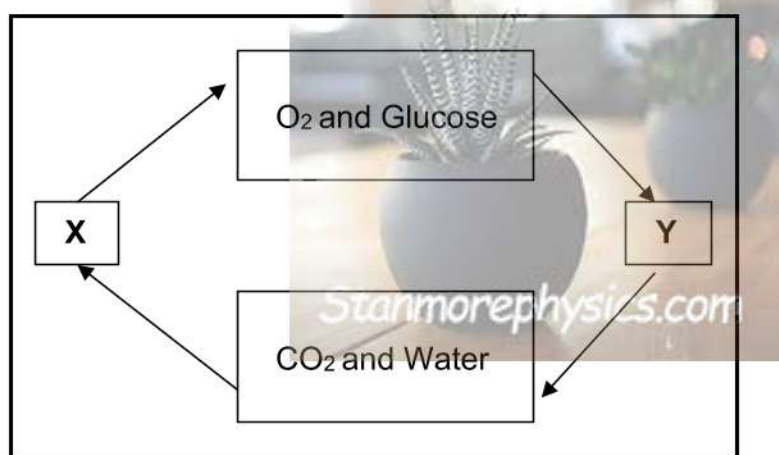 O₂ and Glucose
X
Y
Stanmorephysics.com
CO₂ and Water